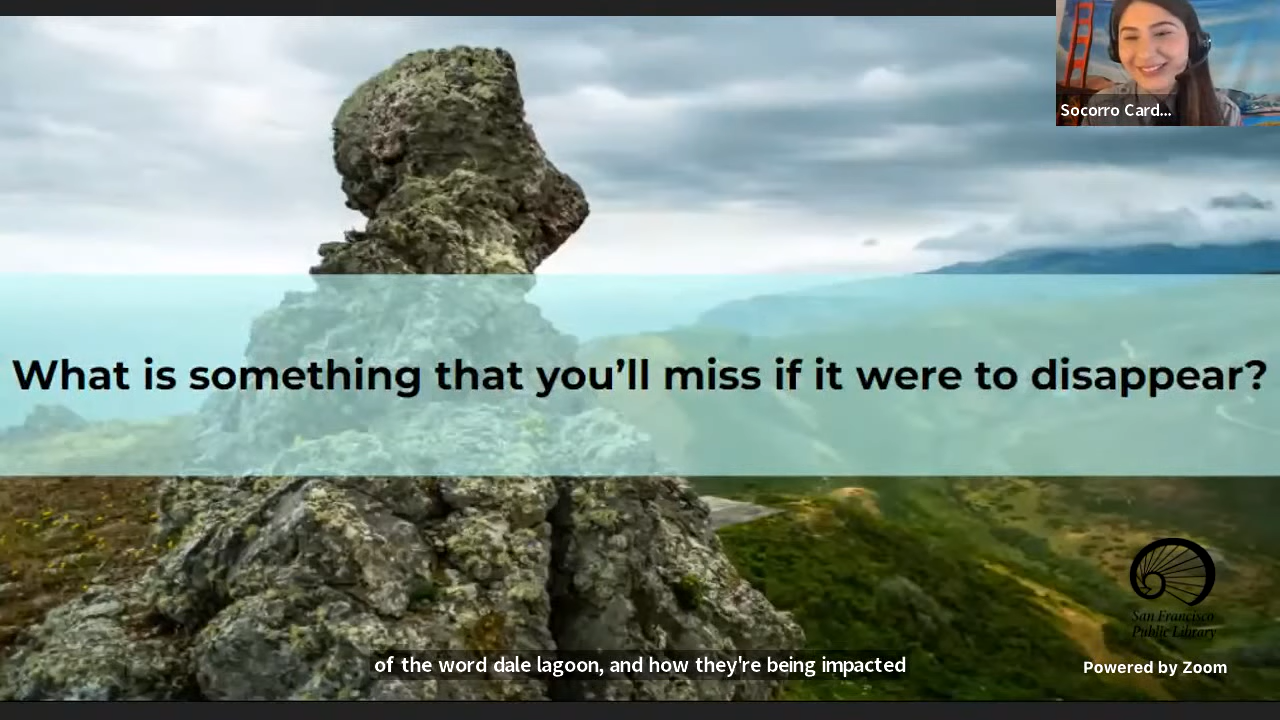 Socorro Card...
What is something that you’ll miss if it were to disappear?
San Francisco
Public Library
of the word dale lagoon, and how they're being impacted
Powered by Zoom